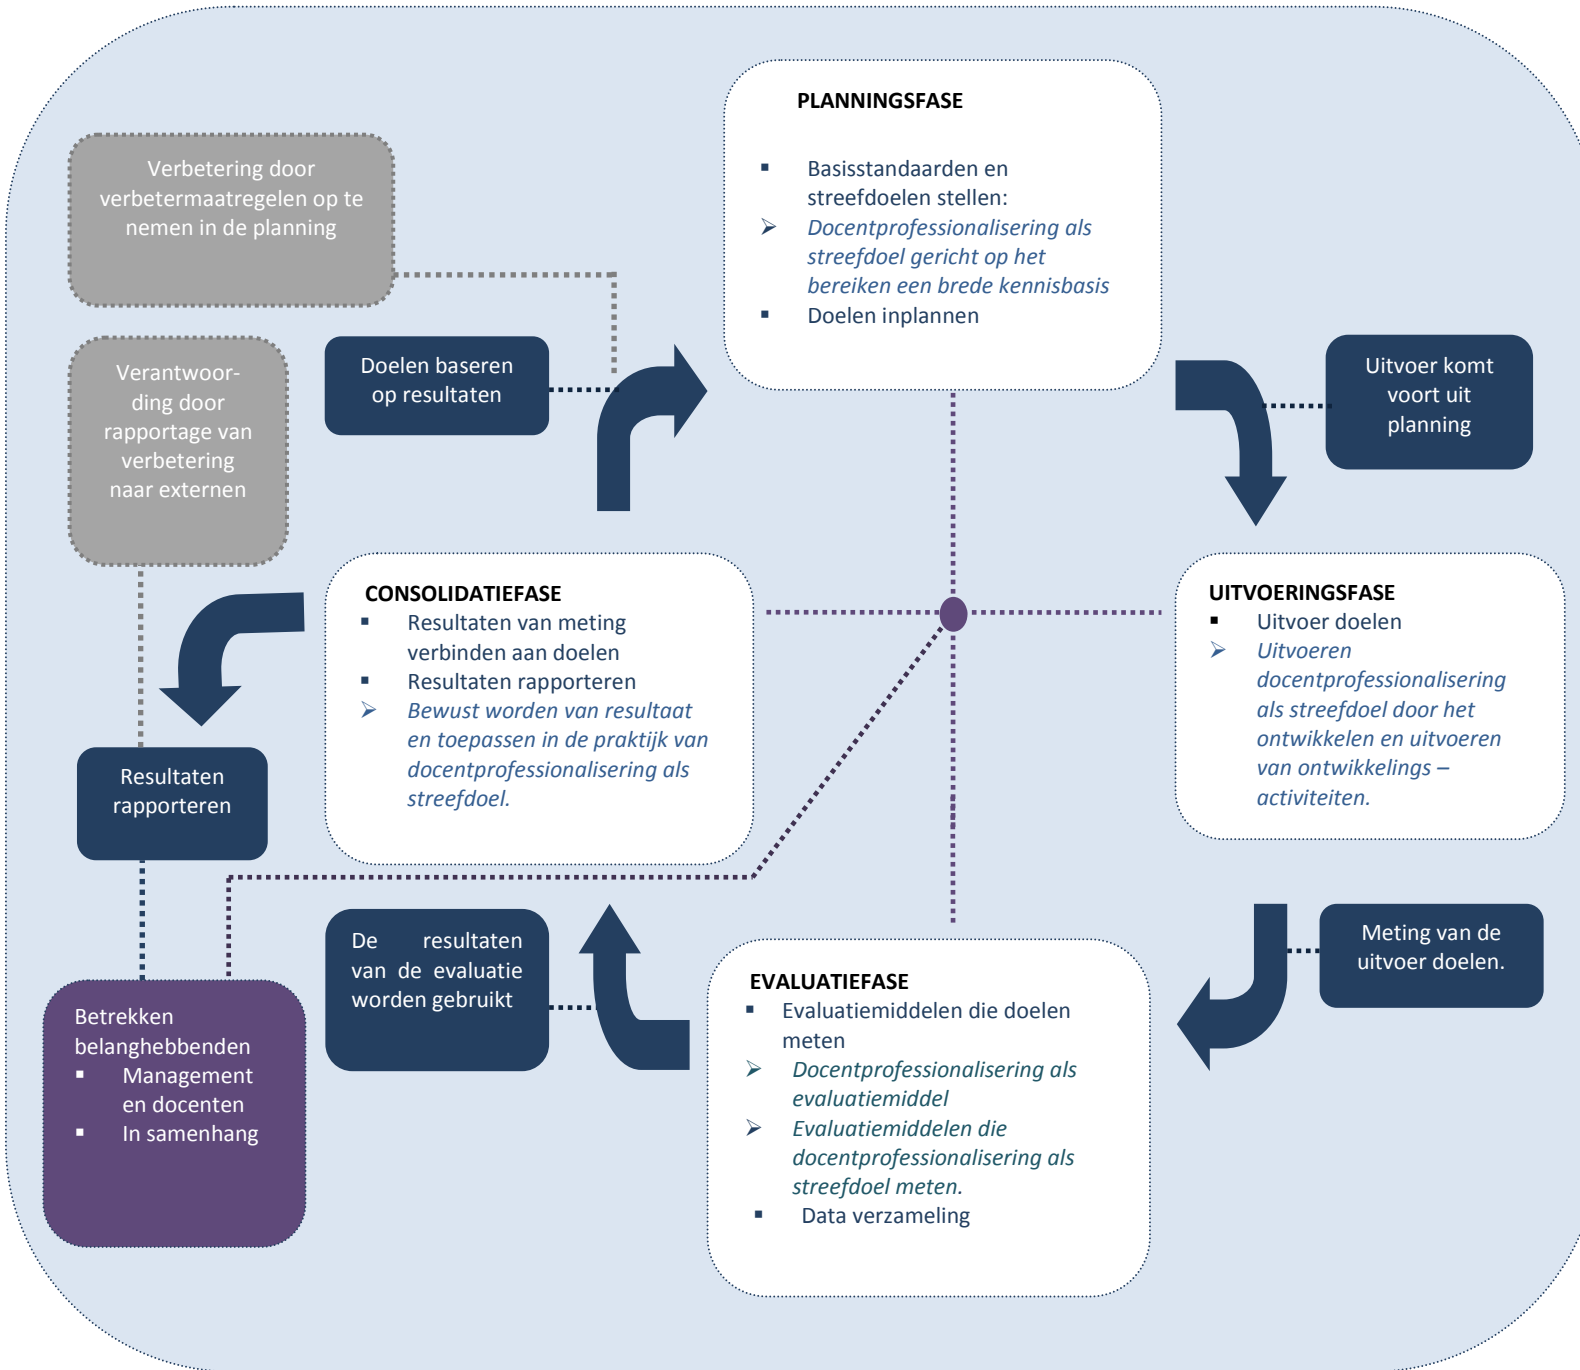 PLANNINGSFASE
▪ Basisstandaarden en
streefdoelen stellen:
➢ Docentprofessionalisering als
streefdoel gericht op het
bereiken een brede kennisbasis
▪ Doelen inplannen
Verbetering door
verbetermaatregelen op te
nemen in de planning
Verantwoor-
ding door
rapportage van
verbetering
naar externen
Doelen baseren
op resultaten
Uitvoer komt
voort uit
planning
CONSOLIDATIEFASE
▪ Resultaten van meting
verbinden aan doelen
▪ Resultaten rapporteren
➢ Bewust worden van resultaat
en toepassen in de praktijk van
docentprofessionalisering als
streefdoel.
UITVOERINGSFASE
▪ Uitvoer doelen
➢ Uitvoeren
docentprofessionalisering
als streefdoel door het
ontwikkelen en uitvoeren
van ontwikkelings –
activiteiten.
Resultaten
rapporteren
De resultaten
van de evaluatie
worden gebruikt
Meting van de
uitvoer doelen.
EVALUATIEFASE
▪ Evaluatiemiddelen die doelen
meten
➢ Docentprofessionalisering als
evaluatiemiddel
➢ Evaluatiemiddelen die
docentprofessionalisering als
streefdoel meten.
▪ Data verzameling
Betrekken
belanghebbenden
▪ Management
en docenten
▪ In samenhang